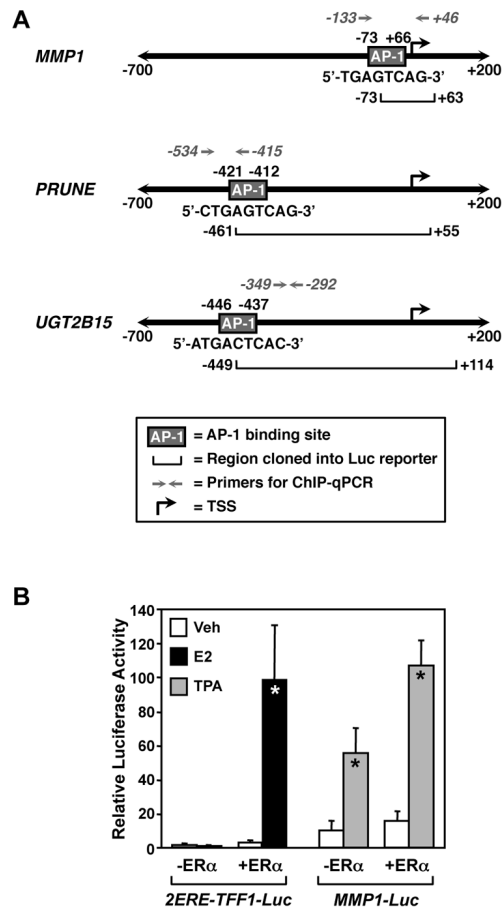 A
-133 +46
-73 +66
MMP1
AP-1
-700 +200
5'-TGAGTCAG-3'
-73 +63
-534 -415
-421 -412
PRUNE
AP-1
-700 +200
5'-CTGAGTCAG-3'
-461 +55
-349 -292
-446 -437
UGT2B15
AP-1
-700 +200
5'-ATGACTCAC-3'
-449 +114
AP-1 = AP-1 binding site
= Region cloned into Luc reporter
= Primers for ChIP-qPCR
= TSS
B
Relative Luciferase Activity
140
120
100
80
60
40
20
0
Veh
E2
TPA
* * *
-ERα +ERα -ERα +ERα
2ERE-TFF1-Luc MMP1-Luc